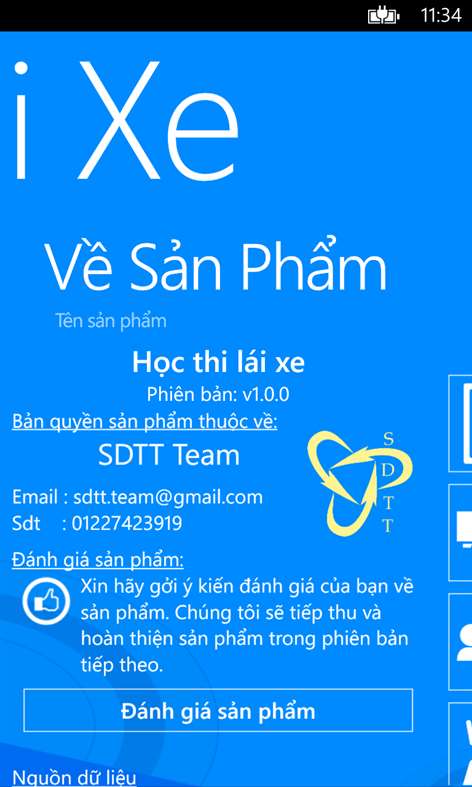 11:34
i Xe
Về Sản Phẩm
Tên sản phẩm
Học thi lái xe
Phiên bản: v1.0.0
Bản quyền sản phẩm thuộc về:
SDTT Team
S
D
T
T
Email : sdtt.team@gmail.com
Sdt : 01227423919
Đánh giá sản phẩm:
Xin hãy gởi ý kiến đánh giá của bạn về
sản phẩm. Chúng tôi sẽ tiếp thu và
hoàn thiện sản phẩm trong phiên bản
tiếp theo.
Đánh giá sản phẩm
Nguồn dữ liệu